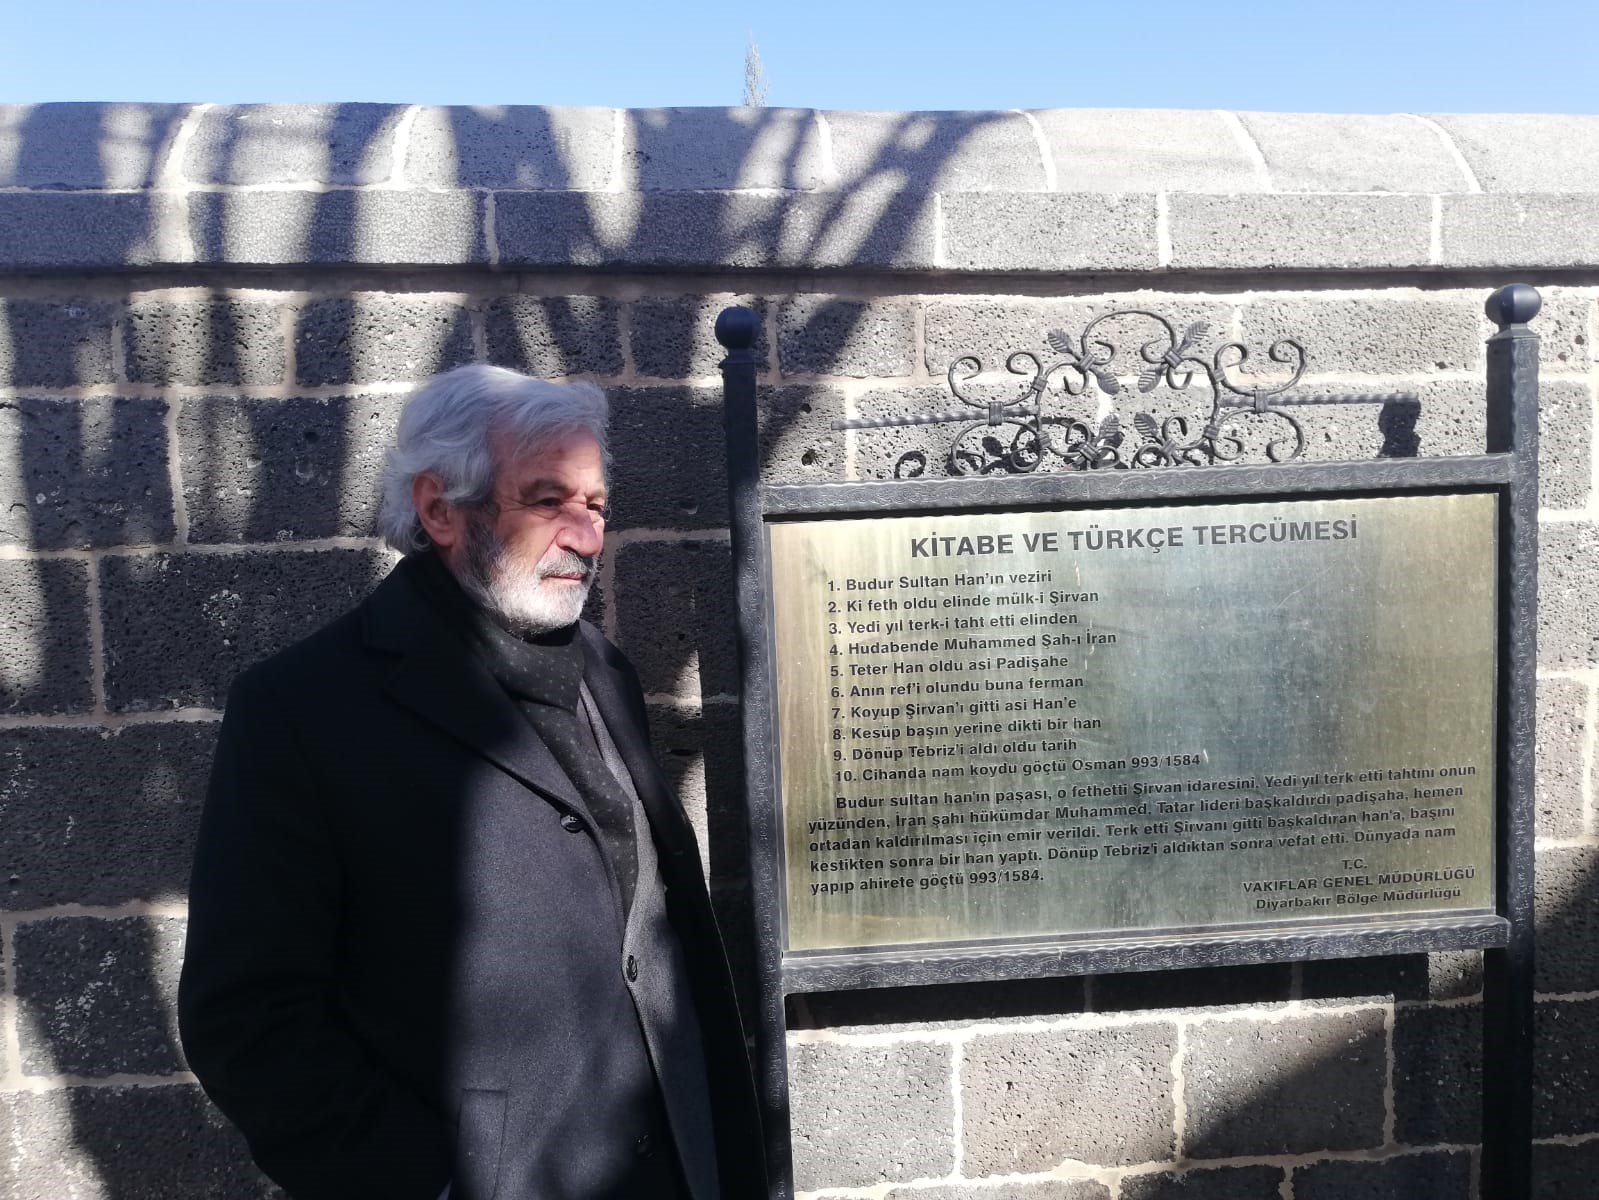 KİTABE VE TÜRKÇE TERCÜMESİ
1. Budur Sultan Han'ın veziri
2. Ki feth oldu elinde mülk-i Şirvan
3. Yedi yıl terk-i taht etti elinden
4. Hudabende Muhammed Şah-ı İran
5. Teter Han oldu asi Padişahe
6. Anın ref'i olundu buna ferman
7. Koyup Şirvan'ı gitti asi Han'e
8. Kesüp başın yerine dikti bir han
9. Dönüp Tebriz'i aldı oldu tarih
10. Cihanda nam koydu göçtü Osman 993/1584
Budur sultan han'ın paşası, o fethetti Şirvan idaresini, Yedi yıl terk etti tahtını onun
yüzünden, İran şahı hükümdar Muhammed, Tatar lideri başkaldırdı padişaha, hemen
ortadan kaldırılması için emir verildi. Terk etti Şirvanı gitti başkaldıran han'a, başını
kestikten sonra bir han yaptı. Dönüp Tebriz'i aldıktan sonra vefat etti. Dünyada nam
yapıp ahirete göçtü 993/1584.
T.C.
VAKIFLAR GENEL MÜDÜRLÜĞÜ
Diyarbakır Bölge Müdürlüğü